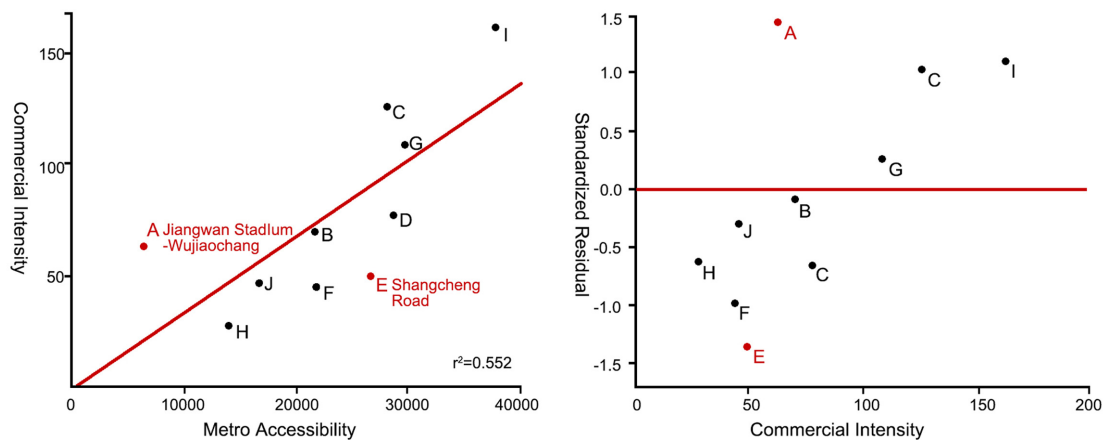 Commercial Intensity
150
100
50
0
10000
20000
30000
40000
Metro Accessibility
I
C
G
D
A Jiangwan Stadlum
-Wujiaochang
B
E Shangcheng
Road
J
F
H
r²=0.552
Standardized Residual
1.5
1.0
0.5
0.0
-0.5
-1.0
-1.5
0
50
100
150
200
Commercial Intensity
A
C
I
G
B
J
H
C
F
E